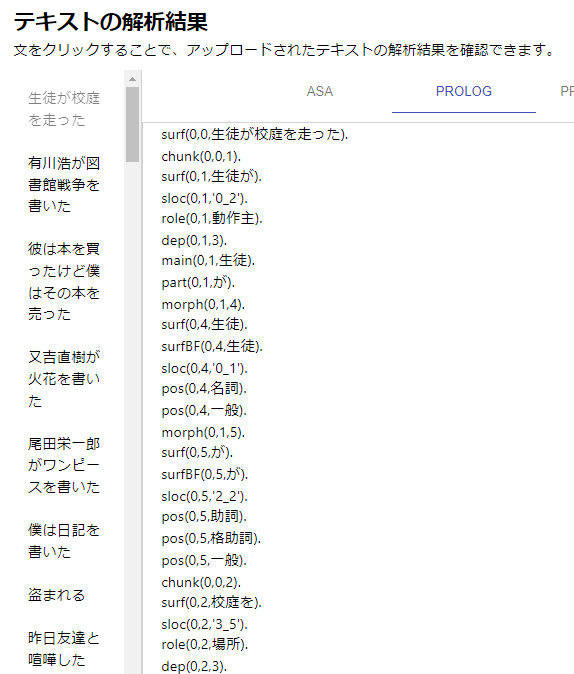 テキストの解析結果
文をクリックすることで、アップロードされたテキストの解析結果を確認できます。
生徒が校庭
を走った
有川浩が図
書館戦争を
書いた
彼は本を買
ったけど僕
はその本を
売った
又吉直樹が
火花を書い
た
尾田栄一郎
がワンピー
スを書いた
僕は日記を
書いた
盗まれる
昨日友達と
喧嘩した
ASA
PROLOG
PF
surf(0,0,生徒が校庭を走った).
chunk(0,0,1).
surf(0,1,生徒が).
sloc(0,1,'0_2').
role(0,1,動作主).
dep(0,1,3).
main(0,1,生徒).
part(0,1,が).
morph(0,1,4).
surf(0,4,生徒).
surfBF(0,4,生徒).
sloc(0,4,'0_1').
pos(0,4,名詞).
pos(0,4,一般).
morph(0,1,5).
surf(0,5,が).
surfBF(0,5,が).
sloc(0,5,'2_2').
pos(0,5,助詞).
pos(0,5,格助詞).
pos(0,5,一般).
chunk(0,0,2).
surf(0,2,校庭を).
sloc(0,2,'3_5').
role(0,2,場所).
dep(0,2,3).